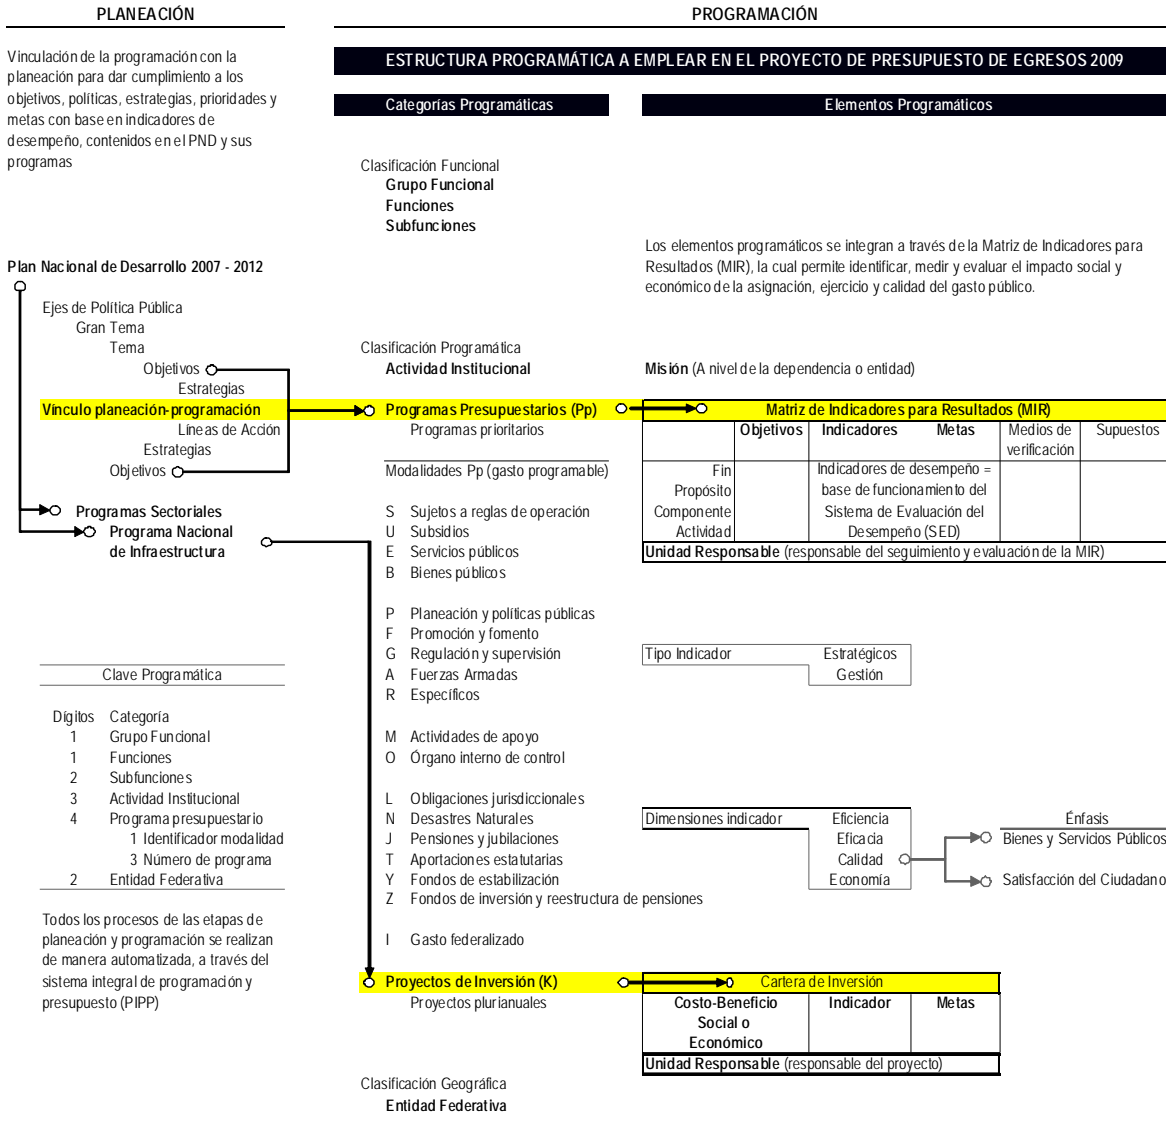 PLANEACIÓN
Vinculación de la programación con la
planeación para dar cumplimiento a los
objetivos, políticas, estrategias, prioridades y
metas con base en indicadores de
desempeño, contenidos en el PND y sus
programas
Plan Nacional de Desarrollo 2007 - 2012
Ejes de Política Pública
Gran Tema
Tema
Objetivos
Estrategias
Vínculo planeación-programación
Líneas de Acción
Estrategias
Objetivos
Programas Sectoriales
Programa Nacional
de Infraestructura
Clave Programática
Dígitos Categoría
1 Grupo Funcional
1 Funciones
2 Subfunciones
3 Actividad Institucional
4 Programa presupuestario
1 Identificador modalidad
3 Número de programa
2 Entidad Federativa
Todos los procesos de las etapas de
planeación y programación se realizan
de manera automatizada, a través del
sistema integral de programación y
presupuesto (PIPP)
PROGRAMACIÓN
ESTRUCTURA PROGRAMÁTICA A EMPLEAR EN EL PROYECTO DE PRESUPUESTO DE EGRESOS 2009
Categorías Programáticas
Clasificación Funcional
Grupo Funcional
Funciones
Subfunciones
Clasificación Programática
Actividad Institucional
Programas Presupuestarios (Pp)
Programas prioritarios
Modalidades Pp (gasto programable)
S Sujetos a reglas de operación
U Subsidios
E Servicios públicos
B Bienes públicos
P Planeación y políticas públicas
F Promoción y fomento
G Regulación y supervisión
A Fuerzas Armadas
R Específicos
M Actividades de apoyo
O Órgano interno de control
L Obligaciones jurisdiccionales
N Desastres Naturales
J Pensiones y jubilaciones
T Aportaciones estatutarias
Y Fondos de estabilización
Z Fondos de inversión y reestructura de pensiones
I Gasto federalizado
Proyectos de Inversión (K)
Proyectos plurianuales
Clasificación Geográfica
Entidad Federativa
Elementos Programáticos
Los elementos programáticos se integran a través de la Matriz de Indicadores para
Resultados (MIR), la cual permite identificar, medir y evaluar el impacto social y
económico de la asignación, ejercicio y calidad del gasto público.
Misión (A nivel de la dependencia o entidad)
Matriz de Indicadores para Resultados (MIR)
Objetivos Indicadores Metas Medios de Supuestos
verificación
Fin Indicadores de desempeño =
Propósito base de funcionamiento del
Componente Sistema de Evaluación del
Actividad Desempeño (SED)
Unidad Responsable (responsable del seguimiento y evaluación de la MIR)
Tipo Indicador Estratégicos
Gestión
Dimensiones indicador Eficiencia Énfasis
Eficacia Bienes y Servicios Públicos
Calidad
Economía Satisfacción del Ciudadano
Cartera de Inversión
Costo-Beneficio Indicador Metas
Social o
Económico
Unidad Responsable (responsable del proyecto)